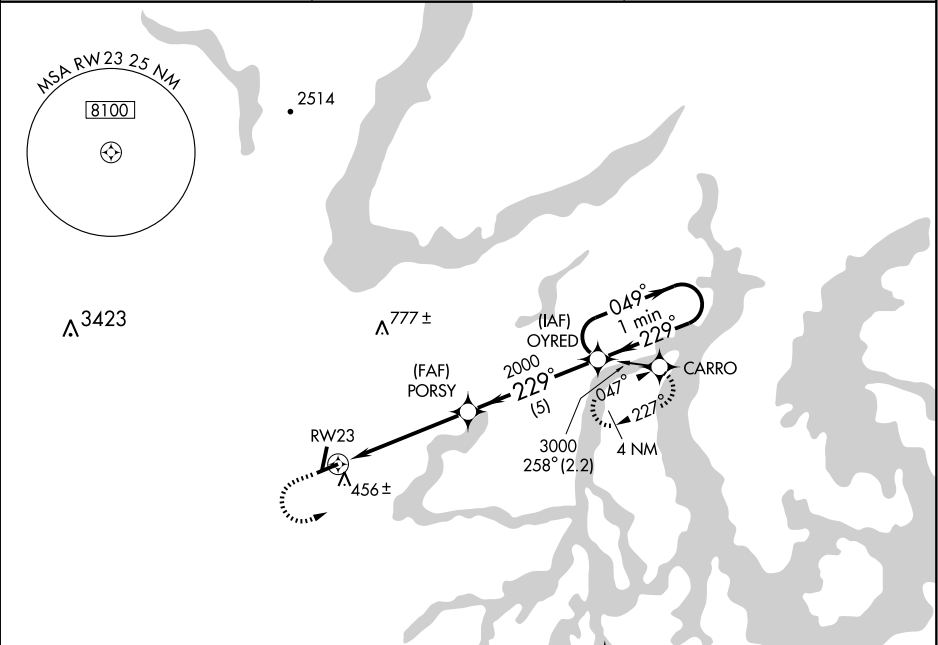 MSA RW23 25 NM
8100
2514
3423
777 ±
(IAF)
OYRED
049°
1 min
229°
CARRO
(FAF)
PORSY
2000
229°
(5)
047°
227°
4 NM
3000
258° (2.2)
RW23
456 ±